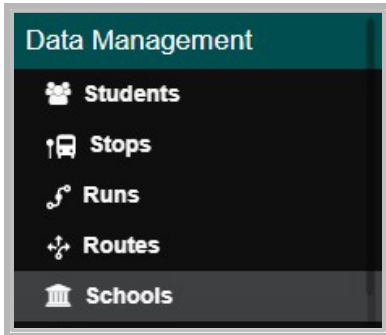 Data Management
Students
Stops
Runs
Routes
Schools